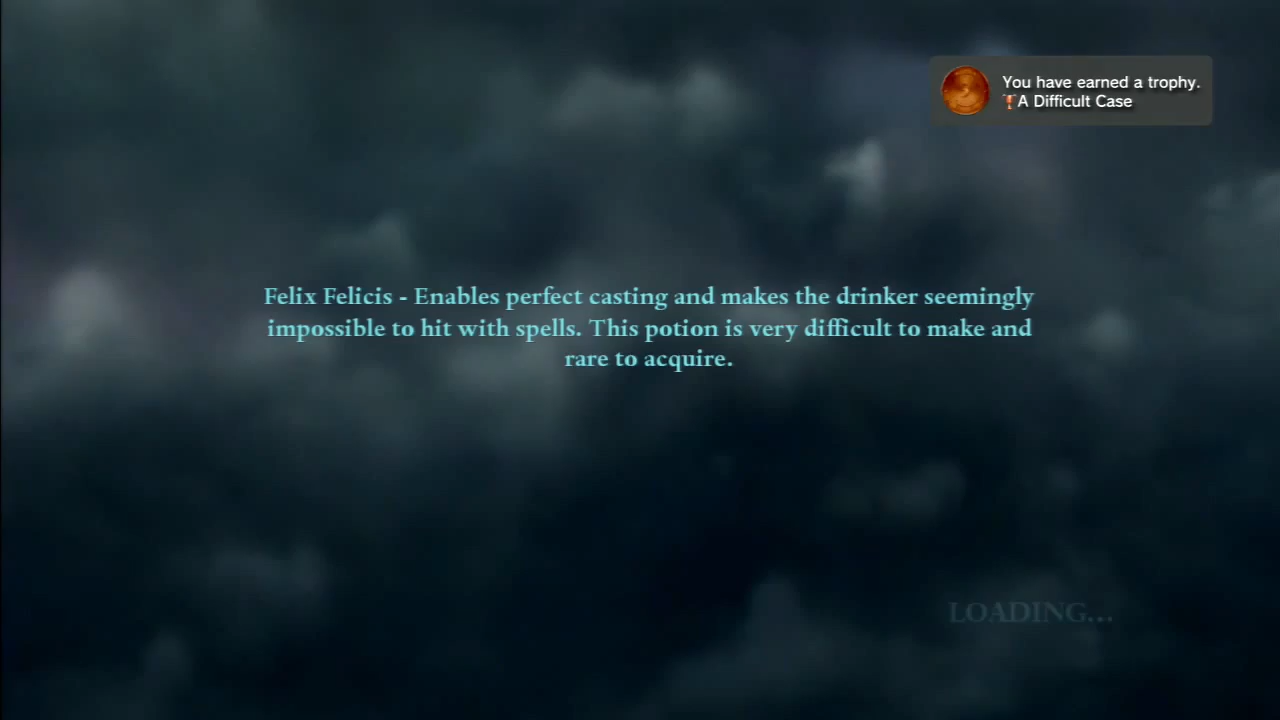 You have earned a trophy.
A Difficult Case
Felix Felicis - Enables perfect casting and makes the drinker seemingly
impossible to hit with spells. This potion is very difficult to make and
rare to acquire.
LOADING...